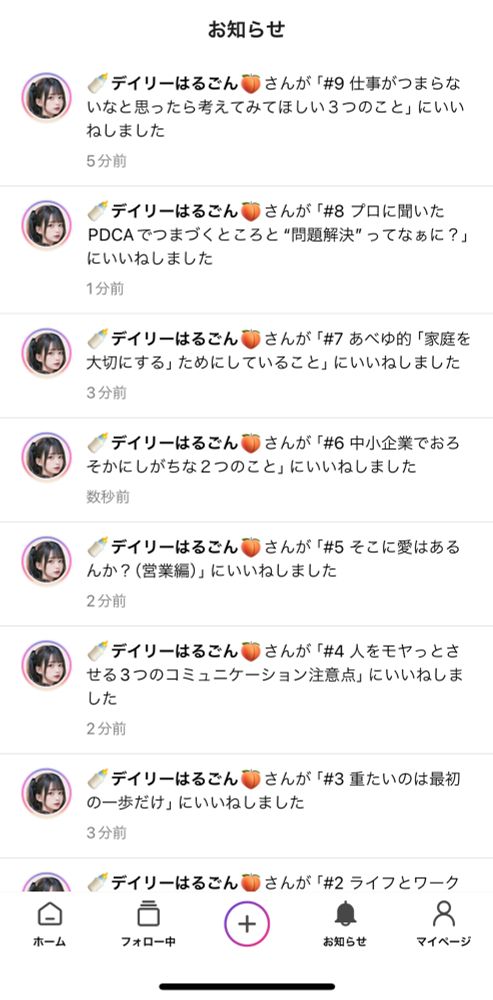 お知らせ
🍼デイリーはるごん🍑さんが「#9 仕事がつまらな
いなと思ったら考えてみてほしい３つのこと」にいい
ねしました
5分前
🍼デイリーはるごん🍑さんが「#8 プロに聞いた
PDCAでつまづくところと“問題解決”ってなぁに？」
にいいねしました
1分前
🍼デイリーはるごん🍑さんが「#7 あべゆ的「家庭を
大切にする」ためにしていること」にいいねしました
3分前
🍼デイリーはるごん🍑さんが「#6 中小企業でおろ
そかにしがちな２つのこと」にいいねしました
数秒前
🍼デイリーはるごん🍑さんが「#5 そこに愛はある
んか？（営業編）」にいいねしました
2分前
🍼デイリーはるごん🍑さんが「#4 人をモヤっとさ
せる３つのコミュニケーション注意点」にいいねしま
した
2分前
🍼デイリーはるごん🍑さんが「#3 重たいのは最初
の一歩だけ」にいいねしました
3分前
🍼デイリーはるごん🍑さんが「#2 ライフとワーク
ホーム
フォロー中
お知らせ
マイページ